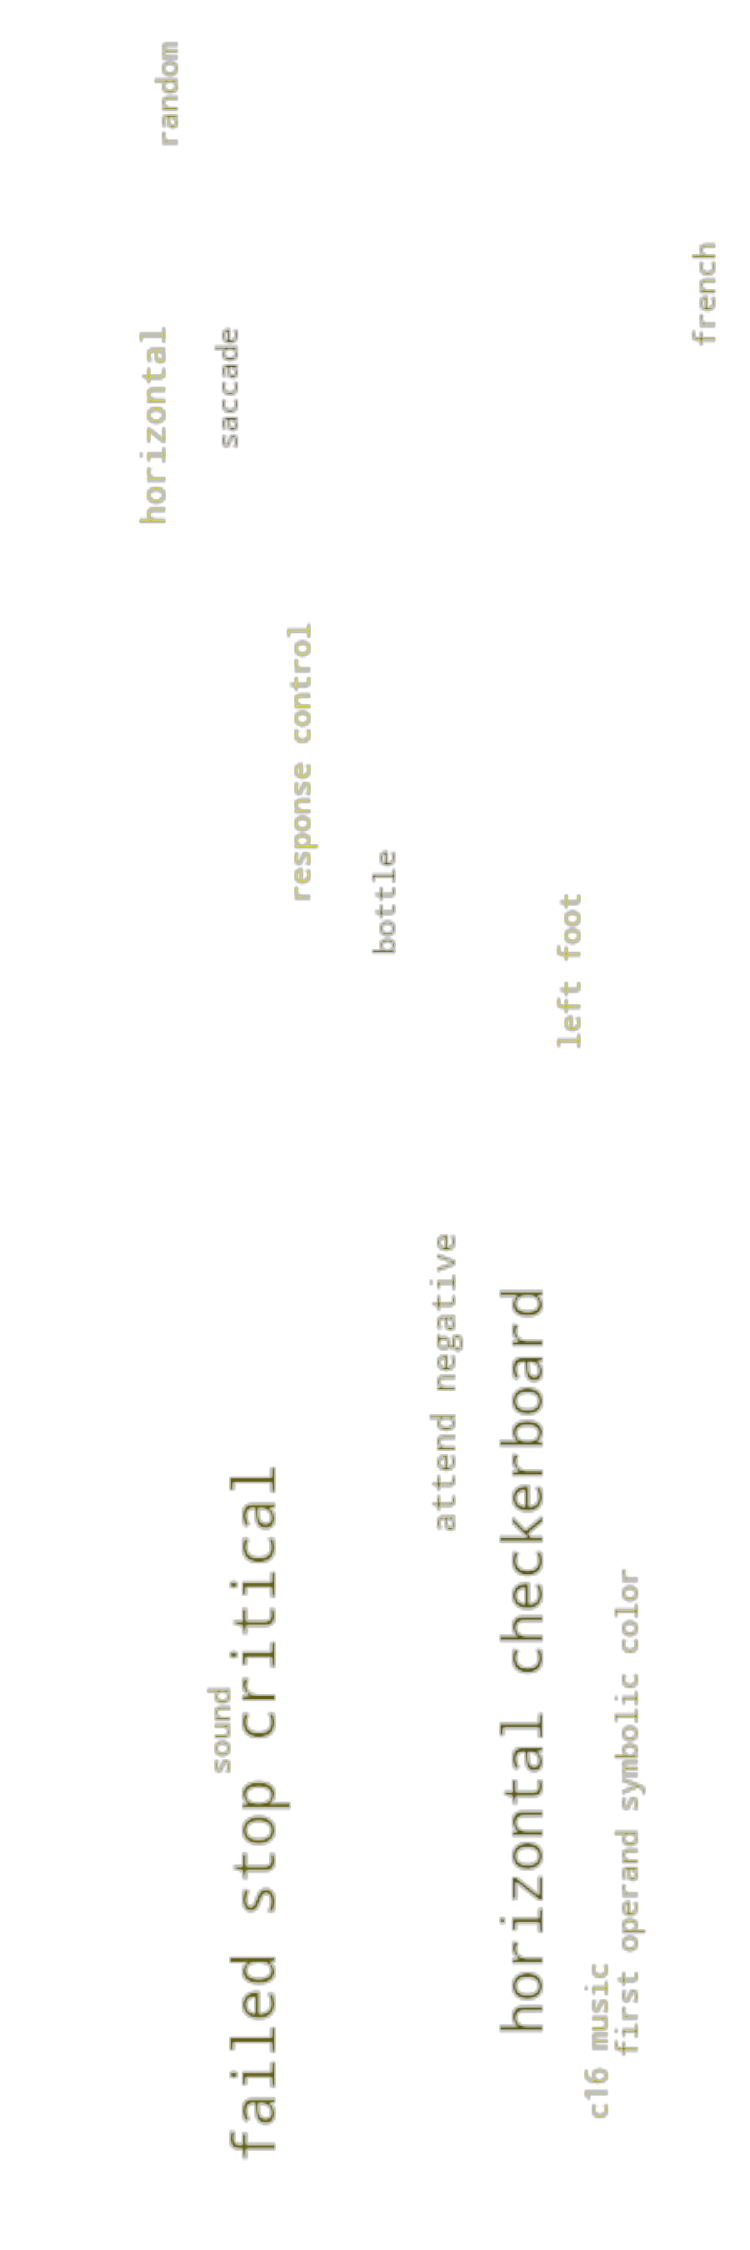 random
french
horizontal
saccade
response control
bottle
left foot
attend negative
horizontal checkerboard
failed stop critical
sound
first operand symbolic color
c16 music